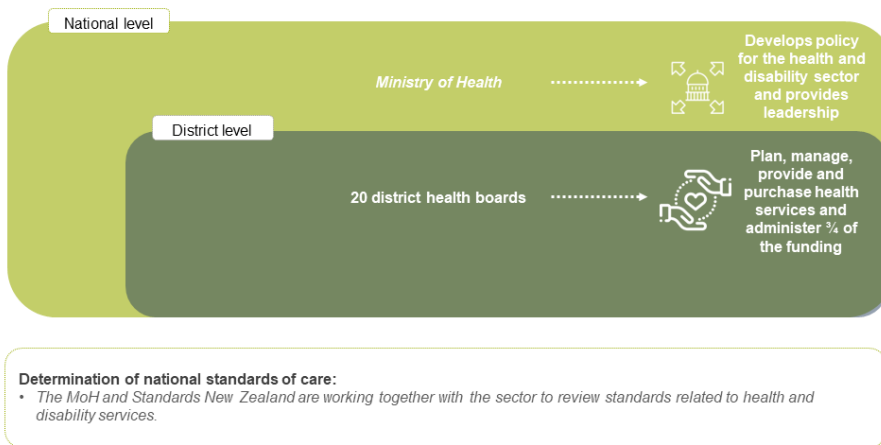 National level
Ministry of Health
Develops policy
for the health and
disability sector
and provides
leadership
District level
20 district health boards
Plan, manage,
provide and
purchase health
services and
administer ¾ of
the funding
Determination of national standards of care:
• The MoH and Standards New Zealand are working together with the sector to review standards related to health and
disability services.